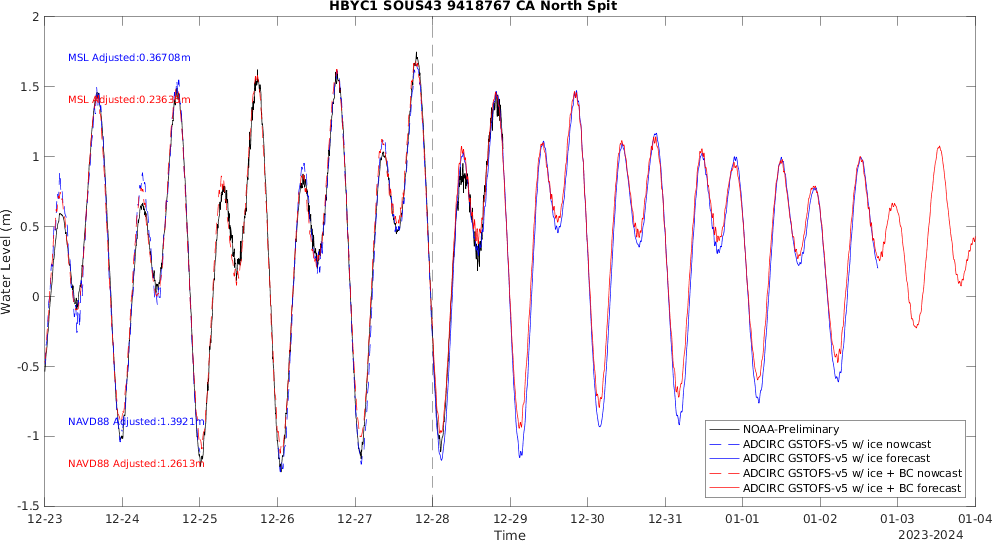 HBYC1 SOUS43 9418767 CA North Spit
2
1.5
1
0.5
0
-0.5
-1
-1.5
Water Level (m)
MSL Adjusted:0.36708m
MSL Adjusted:0.2363 m
NAVD88 Adjusted:1.3921m
NAVD88 Adjusted:1.2613m
NOAA-Preliminary
ADCIRC GSTOFS-v5 w/ ice nowcast
ADCIRC GSTOFS-v5 w/ ice forecast
ADCIRC GSTOFS-v5 w/ ice + BC nowcast
ADCIRC GSTOFS-v5 w/ ice + BC forecast
12-23 12-24 12-25 12-26 12-27 12-28 12-29 12-30 12-31 01-01 01-02 01-03 01-04
Time
2023-2024